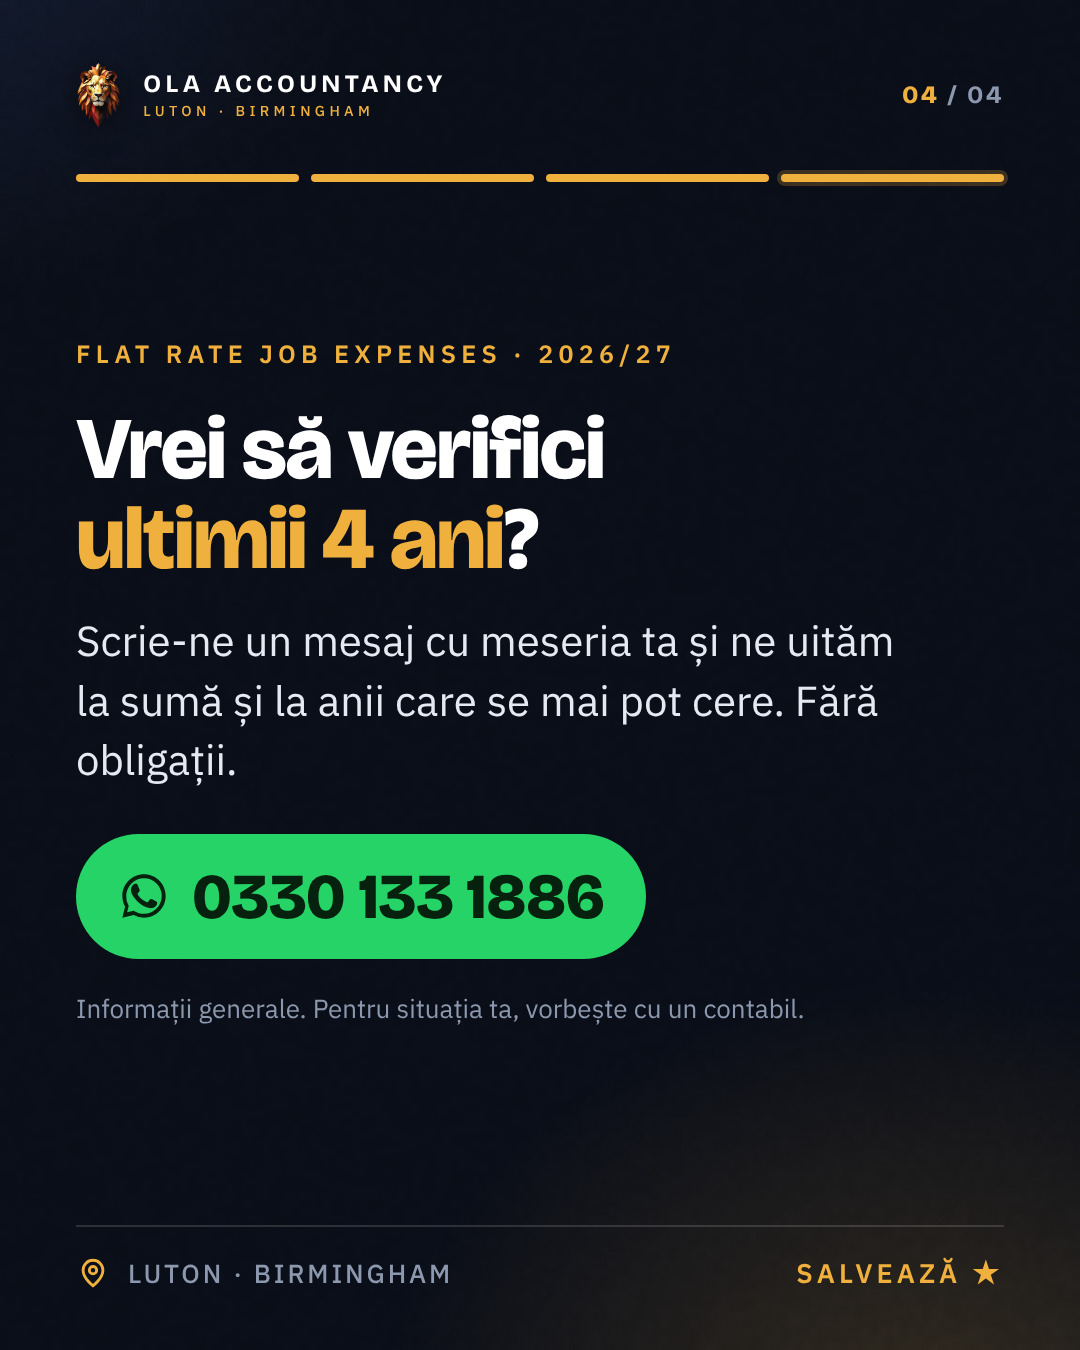 OLA ACCOUNTANCY
LUTON · BIRMINGHAM
04 / 04
FLAT RATE JOB EXPENSES · 2026/27
Vrei să verifici
ultimii 4 ani?
Scrie-ne un mesaj cu meseria ta și ne uităm
la sumă și la anii care se mai pot cere. Fără
obligații.
0330 133 1886
Informații generale. Pentru situația ta, vorbește cu un contabil.
LUTON · BIRMINGHAM
SALVEAZĂ ★